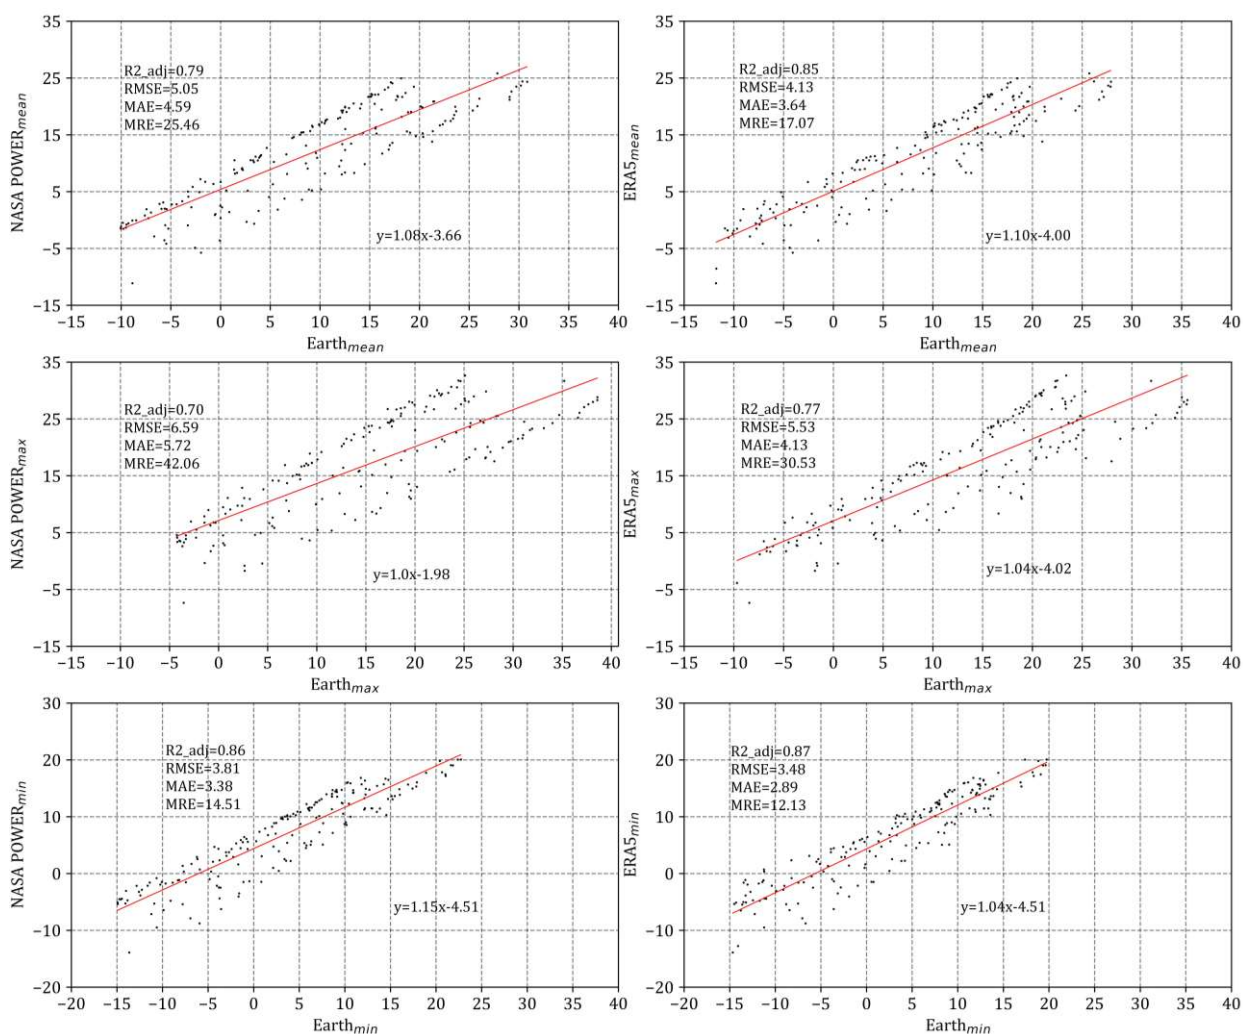 35
25
15
5
−5
−15
NASA POWERmean
R2_adj=0.79
RMSE=5.05
MAE=4.59
MRE=25.46
y=1.08x-3.66
−15 −10 −5 0 5 10 15 20 25 30 35 40
Earthmean
35
25
15
5
−5
−15
ERA5mean
R2_adj=0.85
RMSE=4.13
MAE=3.64
MRE=17.07
y=1.10x-4.00
−15 −10 −5 0 5 10 15 20 25 30 35 40
Earthmean
35
25
15
5
−5
−15
NASA POWERmax
R2_adj=0.70
RMSE=6.59
MAE=5.72
MRE=42.06
y=1.0x-1.98
−15 −10 −5 0 5 10 15 20 25 30 35 40
Earthmax
35
25
15
5
−5
−15
ERA5max
R2_adj=0.77
RMSE=5.53
MAE=4.13
MRE=30.53
y=1.04x-4.02
−15 −10 −5 0 5 10 15 20 25 30 35 40
Earthmax
30
20
10
0
−10
−20
NASA POWERmin
R2_adj=0.86
RMSE=3.81
MAE=3.38
MRE=14.51
y=1.15x-4.51
−20 −15 −10 −5 0 5 10 15 20 25 30 35 40
Earthmin
30
20
10
0
−10
−20
ERA5min
R2_adj=0.87
RMSE=3.48
MAE=2.89
MRE=12.13
y=1.04x-4.51
−20 −15 −10 −5 0 5 10 15 20 25 30 35 40
Earthmin